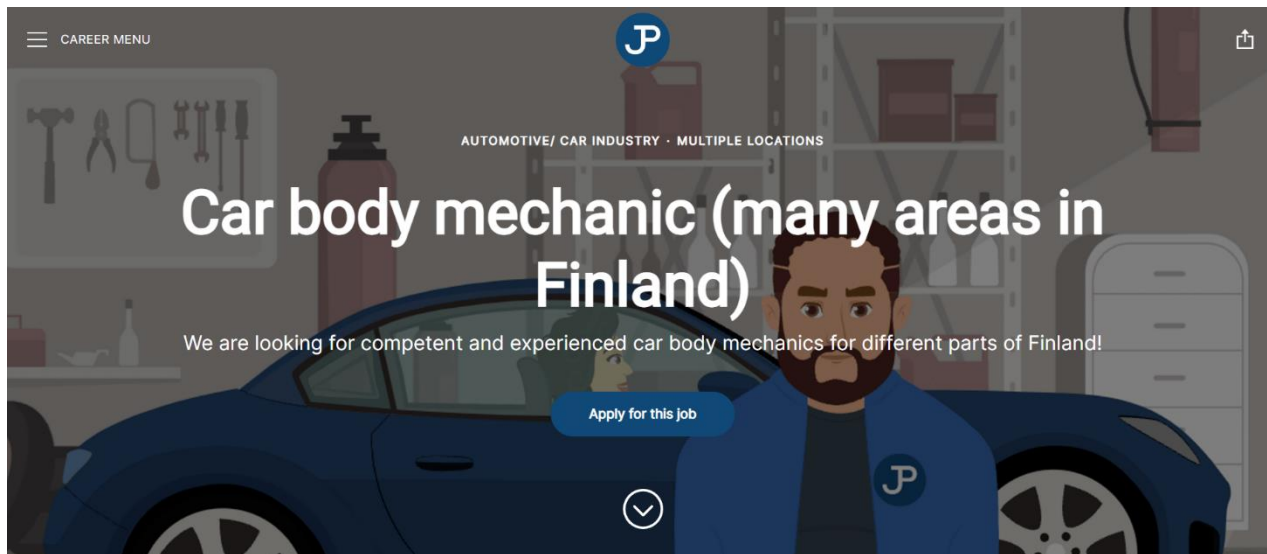 CAREER MENU
JP
AUTOMOTIVE/ CAR INDUSTRY · MULTIPLE LOCATIONS
Car body mechanic (many areas in
Finland)
We are looking for competent and experienced car body mechanics for different parts of Finland!
Apply for this job
JP